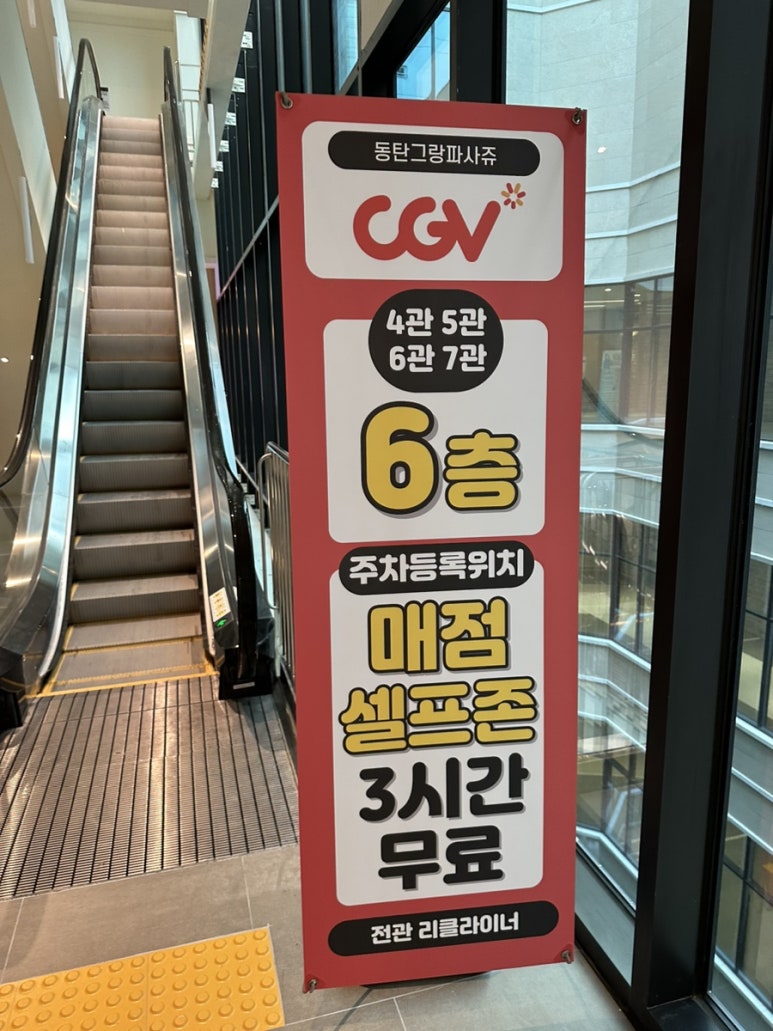 동탄그랑파사쥬
CGV
4관 5관
6관 7관
6층
주차등록위치
매점
셀프존
3시간
무료
전관 리클라이너